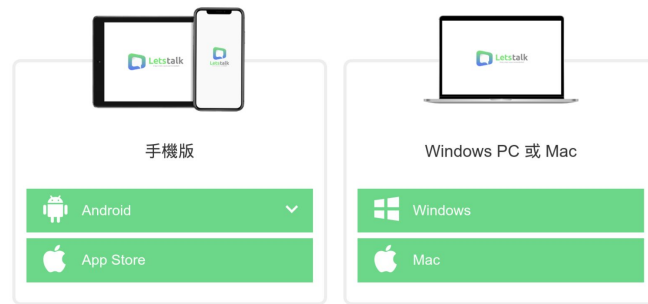 Letstalk
Letstalk
手機版
Android
App Store
Letstalk
Windows PC 或 Mac
Windows
Mac